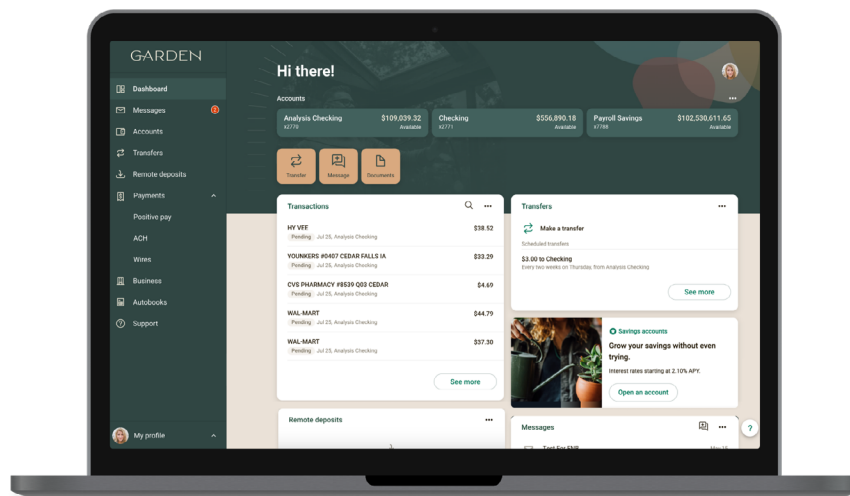 GARDEN
Dashboard
Messages
Accounts
Transfers
Remote deposits
Payments
Positive pay
ACH
Wires
Business
Autobooks
Support
My profile
Hi there!
Accounts
Analysis Checking $109,039.32
x2770 Available
Checking $556,890.18
x2771 Available
Payroll Savings $102,530,611.65
x7788 Available
Transfer
Message
Documents
Transactions
HY VEE $38.52
Pending Jul 26, Analysis Checking
YOUNKERS #0407 CEDAR FALLS IA $33.29
Pending Jul 25, Analysis Checking
CVS PHARMACY #8539 Q03 CEDAR $4.69
Pending Jul 25, Analysis Checking
WAL-MART $44.79
Pending Jul 25, Analysis Checking
WAL-MART $37.30
Pending Jul 25, Analysis Checking
See more
Remote deposits
Transfers
Make a transfer
Scheduled transfers
$3.00 to Checking
Every two weeks on Thursday, from Analysis Checking
See more
Savings accounts
Grow your savings without even
trying.
Interest rates starting at 2.10% APY.
Open an account
Messages
?